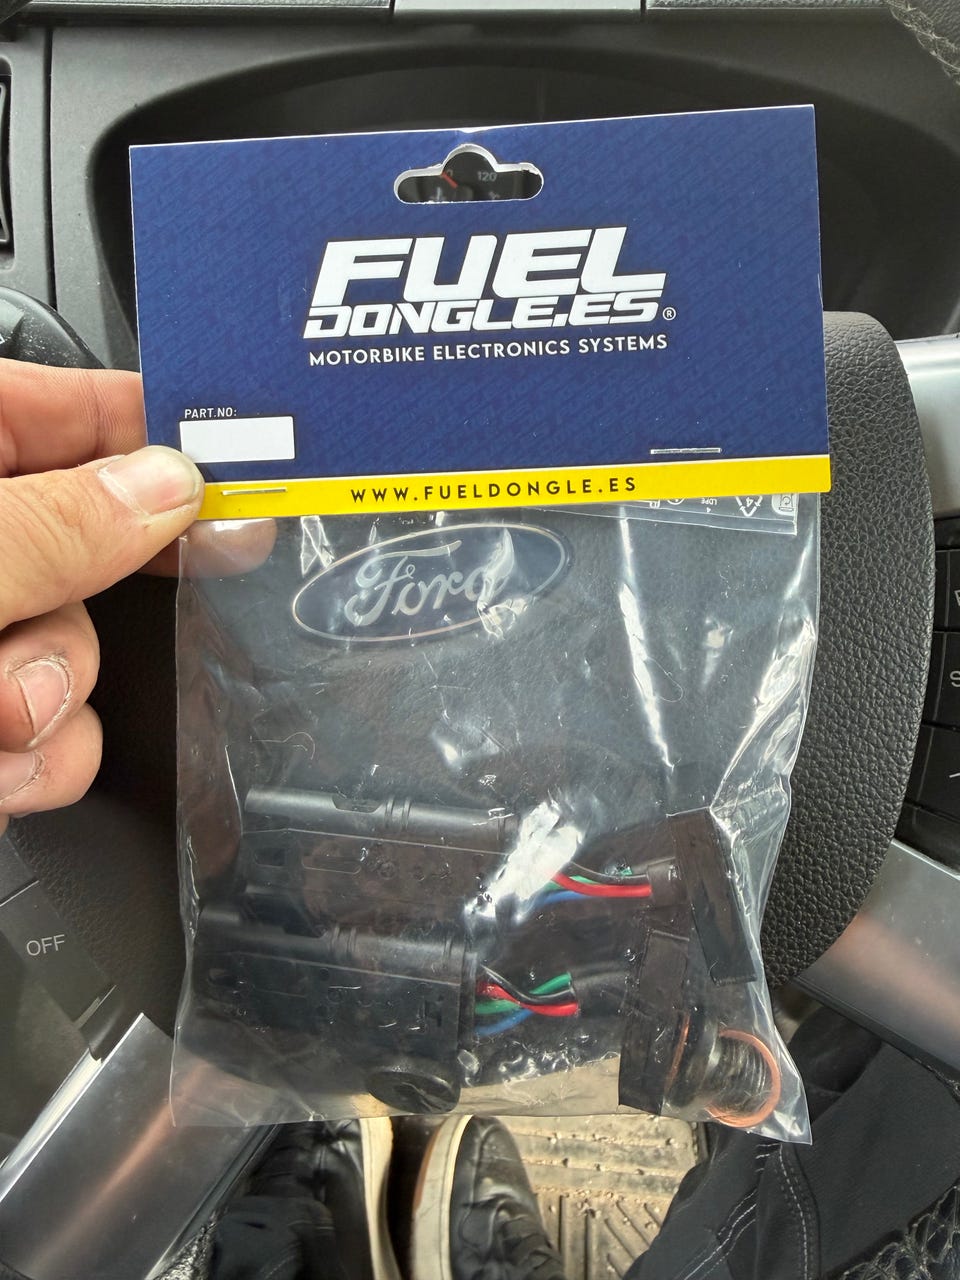 120
FUEL
DONGLE.ES®
MOTORBIKE ELECTRONICS SYSTEMS
PART.NO:
WWW.FUELDONGLE.ES
Ford
OFF